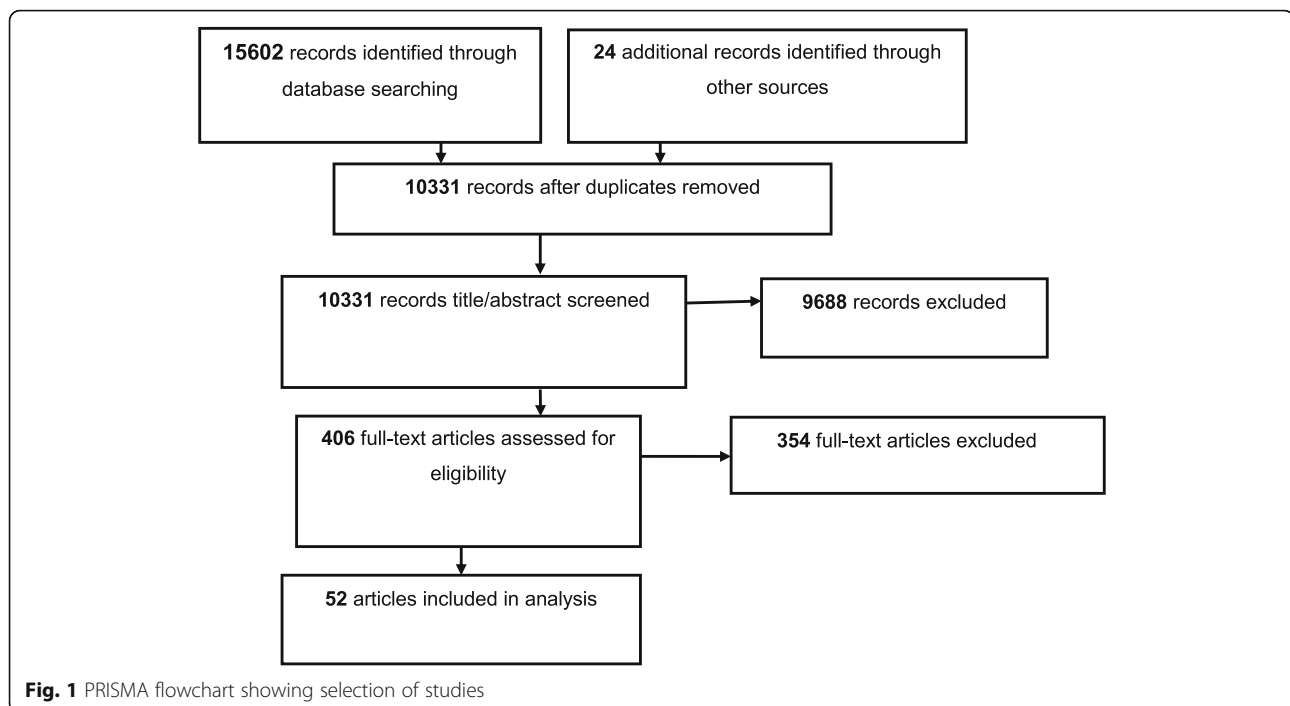 15602 records identified through
database searching
24 additional records identified through
other sources
10331 records after duplicates removed
10331 records title/abstract screened
9688 records excluded
406 full-text articles assessed for
eligibility
354 full-text articles excluded
52 articles included in analysis
Fig. 1 PRISMA flowchart showing selection of studies